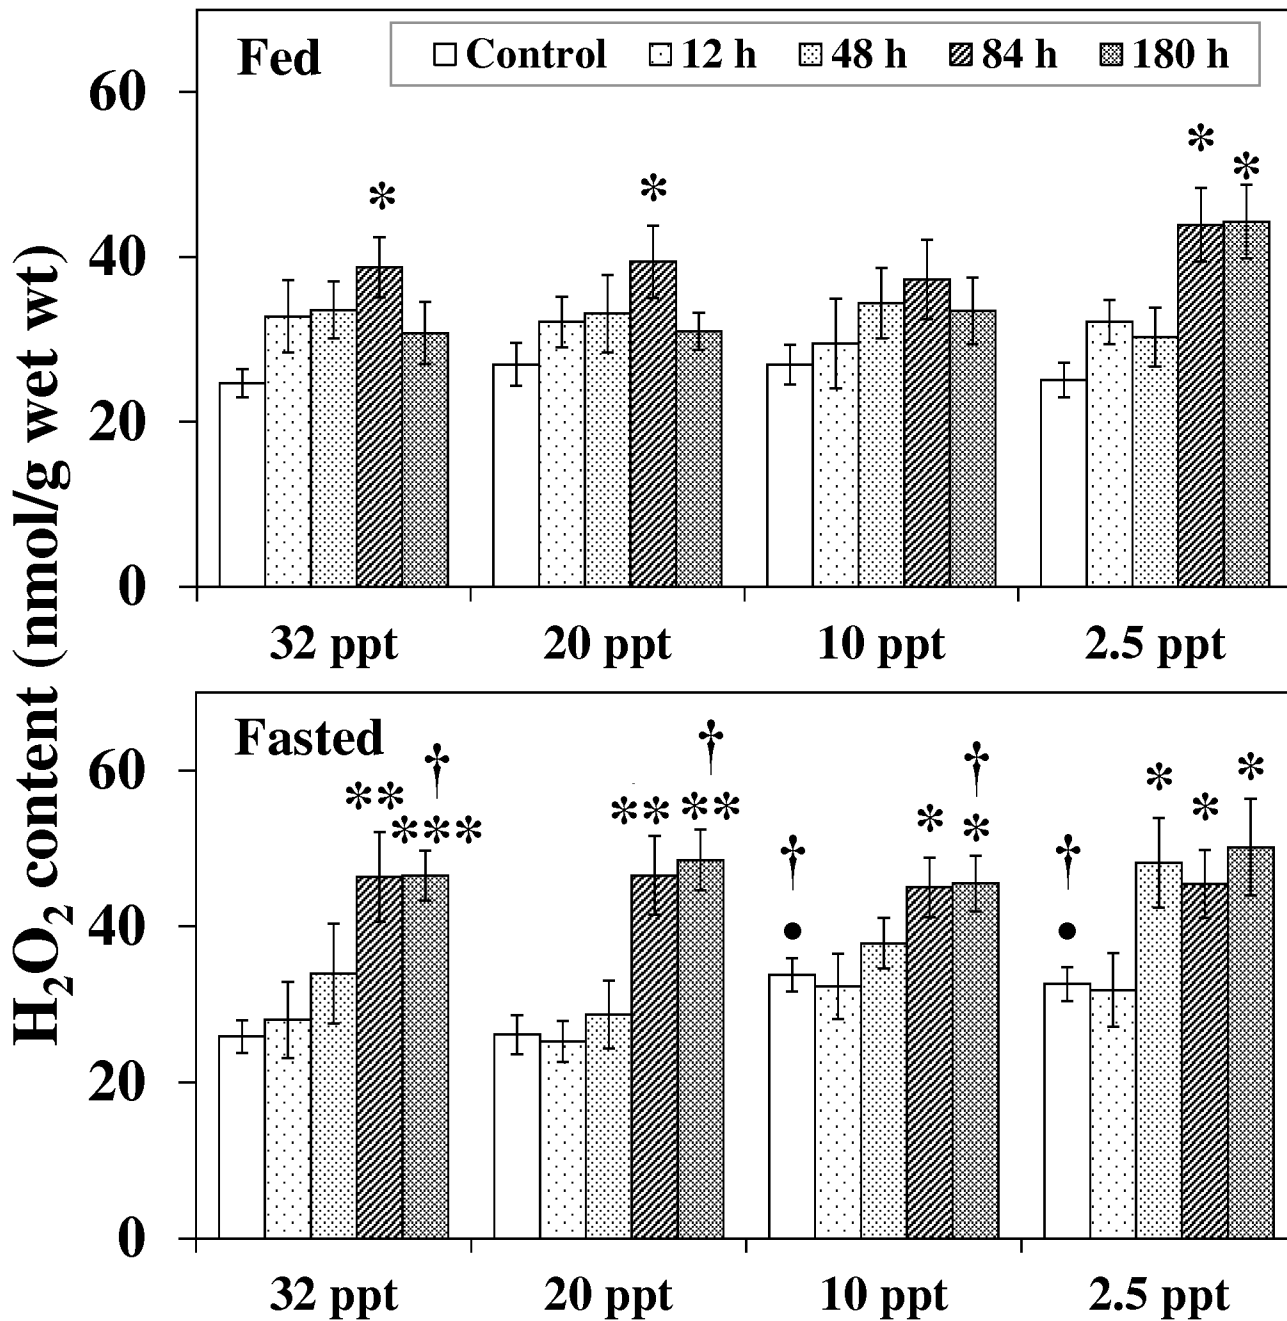 H₂O₂ content (nmol/g wet wt)
Fed
Control 12 h 48 h 84 h 180 h
60
40
20
0
* * * *
32 ppt 20 ppt 10 ppt 2.5 ppt
Fasted
60
40
20
0
** † *** ** † ** † • * † * † • * * *
32 ppt 20 ppt 10 ppt 2.5 ppt